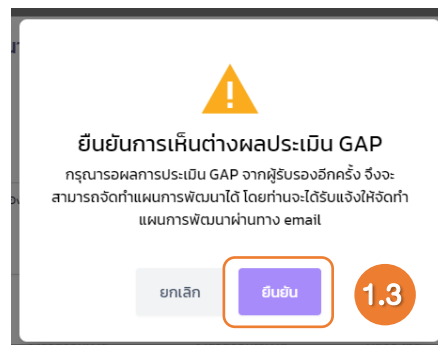 ยืนยันการเห็นต่างผลประเมิน GAP
กรุณารอผลการประเมิน GAP จากผู้รับรองอีกครั้ง จึงจะ
สามารถจัดทำแผนการพัฒนาได้ โดยท่านจะได้รับแจ้งให้จัดทำ
แผนการพัฒนาผ่านทาง email
ยกเลิก ยืนยัน 1.3